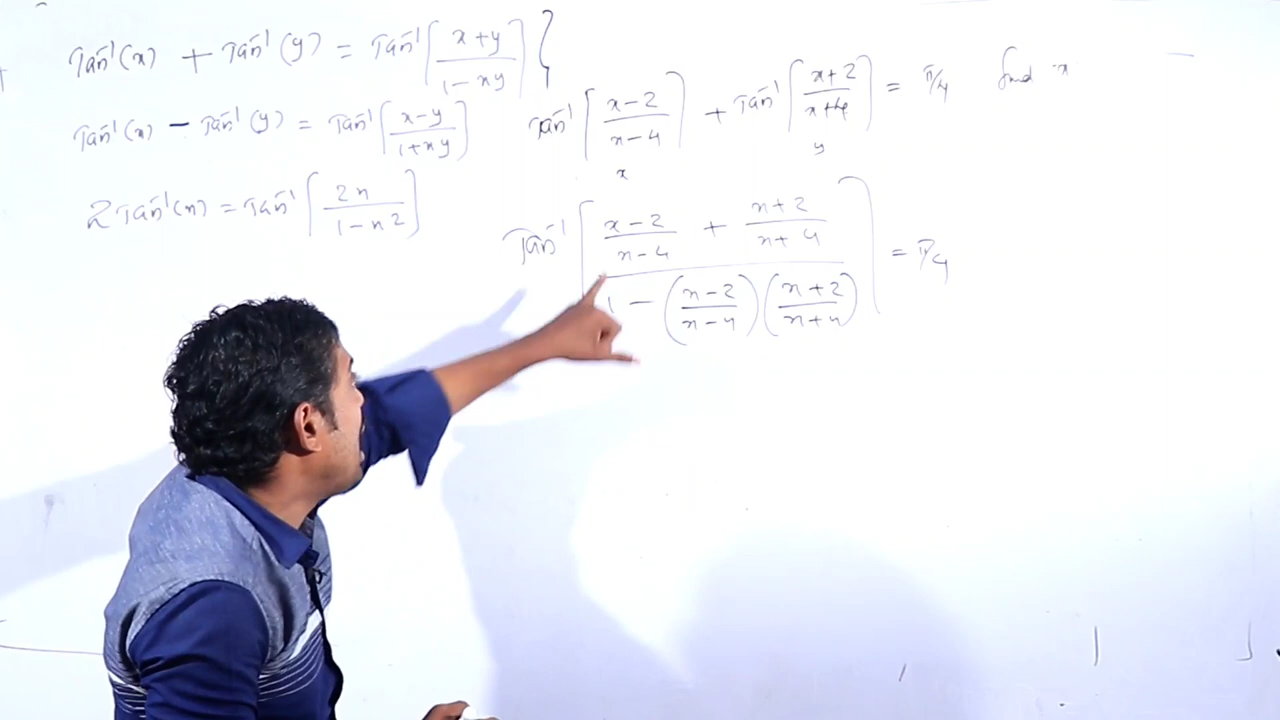 Tan⁻¹(x) + Tan⁻¹(y) = Tan⁻¹[(x+y)/(1-xy)]}
Tan⁻¹(x) - Tan⁻¹(y) = Tan⁻¹[(x-y)/(1+xy)]
2Tan⁻¹(x) = Tan⁻¹[2x/(1-x²)]
Tan⁻¹[(x-2)/(x-4)] + Tan⁻¹[(x+2)/(x+4)] = π/4 find x
x y
Tan⁻¹[((x-2)/(x-4) + (x+2)/(x+4))/(1-((x-2)/(x-4))((x+2)/(x+4)))] = π/4